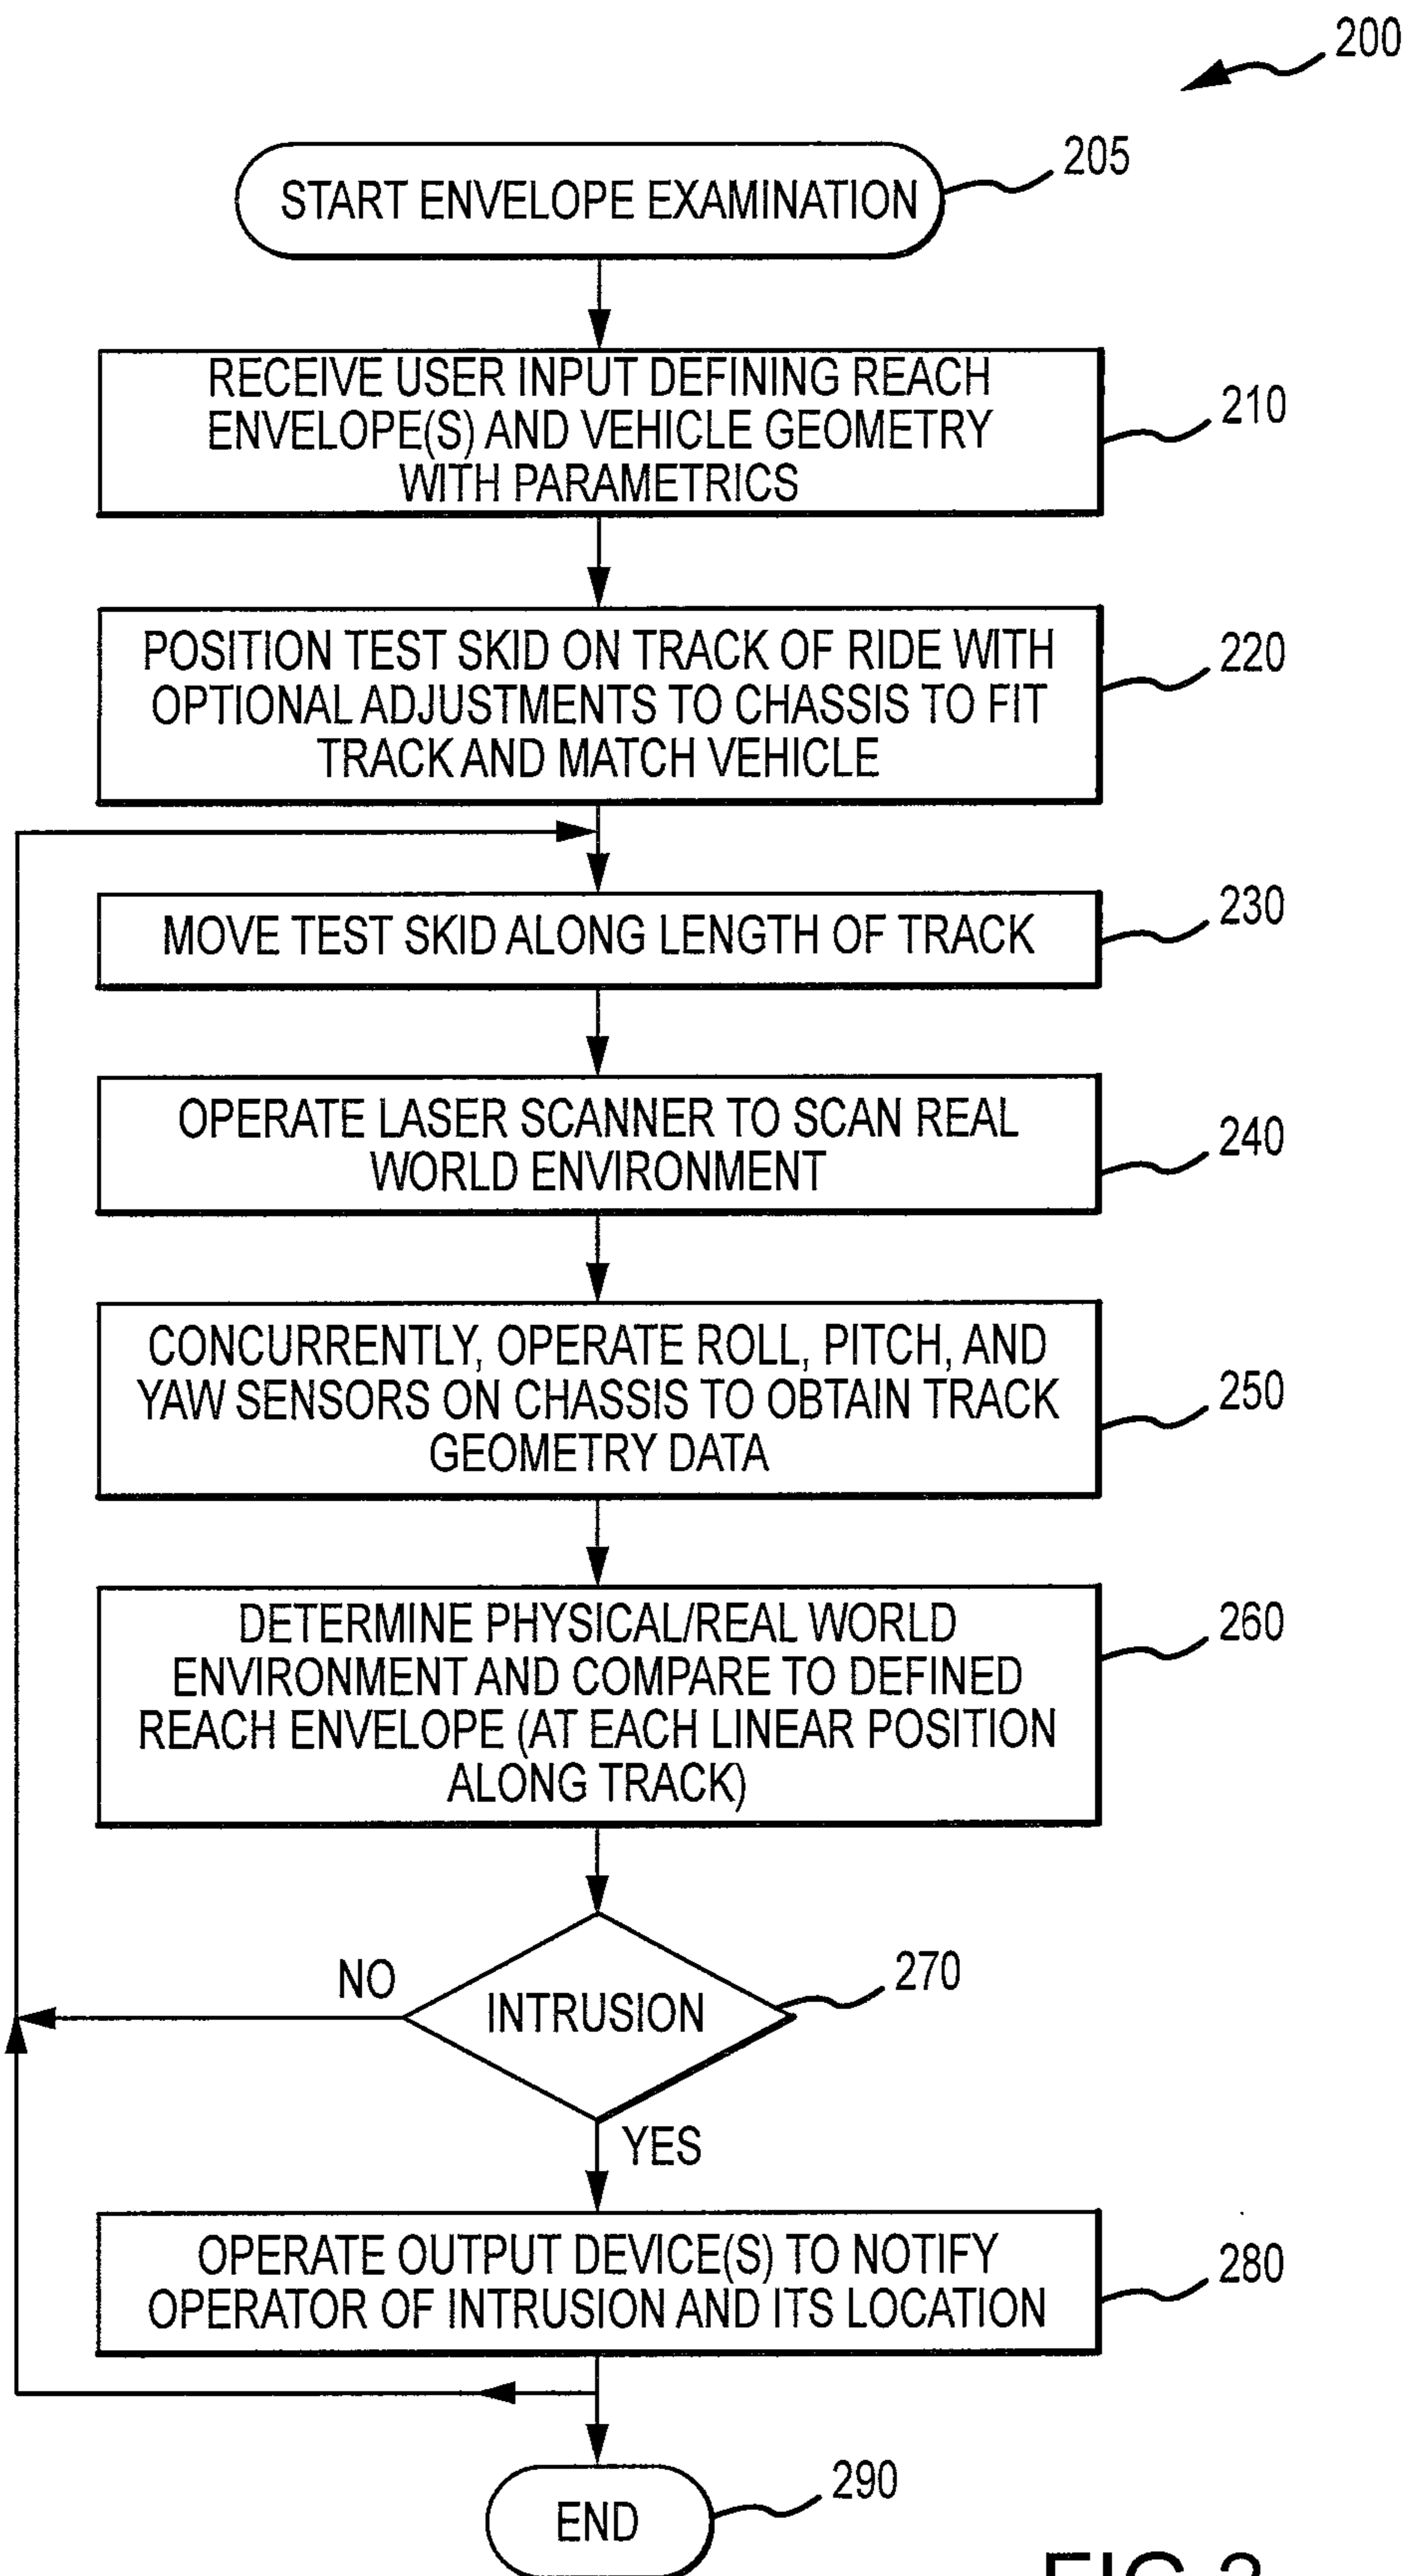 200
START ENVELOPE EXAMINATION
205
RECEIVE USER INPUT DEFINING REACH
ENVELOPE(S) AND VEHICLE GEOMETRY
WITH PARAMETRICS
210
POSITION TEST SKID ON TRACK OF RIDE WITH
OPTIONAL ADJUSTMENTS TO CHASSIS TO FIT
TRACK AND MATCH VEHICLE
220
MOVE TEST SKID ALONG LENGTH OF TRACK
230
OPERATE LASER SCANNER TO SCAN REAL
WORLD ENVIRONMENT
240
CONCURRENTLY, OPERATE ROLL, PITCH, AND
YAW SENSORS ON CHASSIS TO OBTAIN TRACK
GEOMETRY DATA
250
DETERMINE PHYSICAL/REAL WORLD
ENVIRONMENT AND COMPARE TO DEFINED
REACH ENVELOPE (AT EACH LINEAR POSITION
ALONG TRACK)
260
INTRUSION
270
NO
YES
OPERATE OUTPUT DEVICE(S) TO NOTIFY
OPERATOR OF INTRUSION AND ITS LOCATION
280
END
290